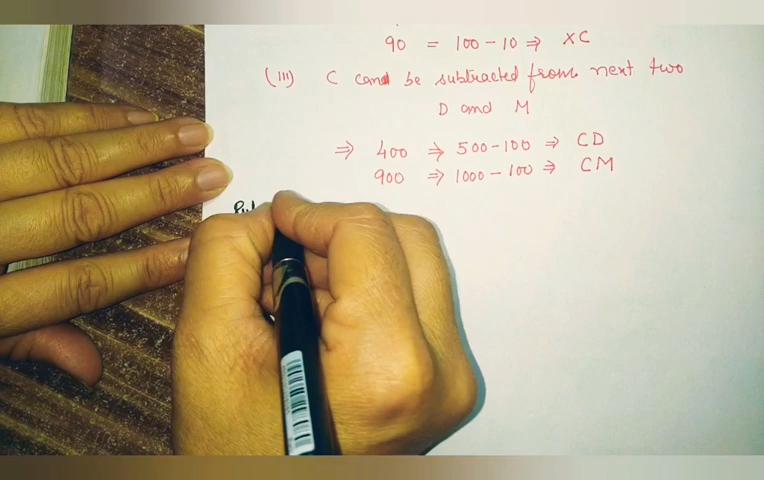 90 = 100 - 10 ⇒ XC
(III) C can be subtracted from next two
D and M
⇒ 400 ⇒ 500 - 100 ⇒ CD
900 ⇒ 1000 - 100 ⇒ CM